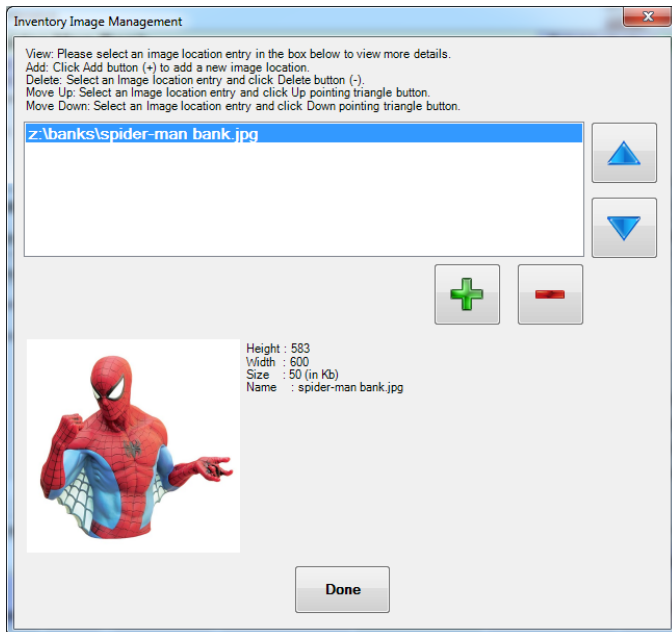 Inventory Image Management
View: Please select an image location entry in the box below to view more details.
Add: Click Add button (+) to add a new image location.
Delete: Select an Image location entry and click Delete button (-).
Move Up: Select an Image location entry and click Up pointing triangle button.
Move Down: Select an Image location entry and click Down pointing triangle button.
z:\banks\spider-man bank.jpg
Height : 583
Width : 600
Size : 50 (in Kb)
Name : spider-man bank.jpg
Done